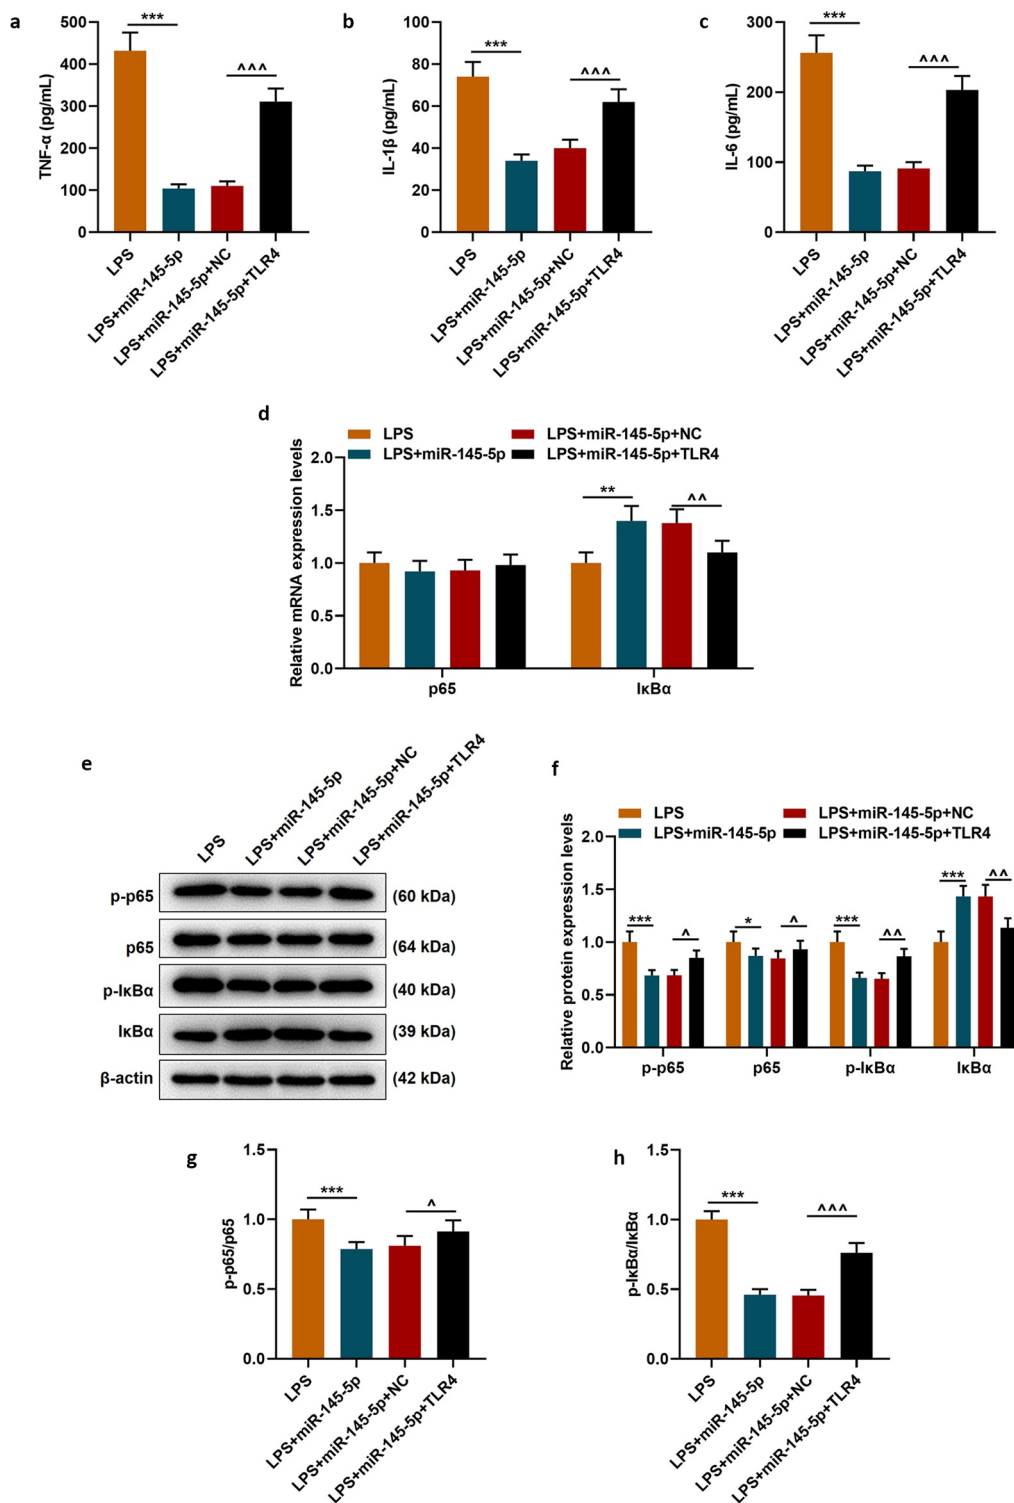 a
***
^^^
TNF-α (pg/mL)
500
400
300
200
100
0
LPS
LPS+miR-145-5p
LPS+miR-145-5p+NC
LPS+miR-145-5p+TLR4
b
***
^^^
IL-1β (pg/mL)
100
80
60
40
20
0
LPS
LPS+miR-145-5p
LPS+miR-145-5p+NC
LPS+miR-145-5p+TLR4
c
***
^^^
IL-6 (pg/mL)
300
200
100
0
LPS
LPS+miR-145-5p
LPS+miR-145-5p+NC
LPS+miR-145-5p+TLR4
d
LPS
LPS+miR-145-5p+NC
LPS+miR-145-5p
LPS+miR-145-5p+TLR4
Relative mRNA expression levels
2.0
1.5
1.0
0.5
0.0
**
^^
p65
IκBα
e
LPS
LPS+miR-145-5p
LPS+miR-145-5p+NC
LPS+miR-145-5p+TLR4
p-p65 (60 kDa)
p65 (64 kDa)
p-IκBα (40 kDa)
IκBα (39 kDa)
β-actin (42 kDa)
f
LPS
LPS+miR-145-5p+NC
LPS+miR-145-5p
LPS+miR-145-5p+TLR4
Relative protein expression levels
2.0
1.5
1.0
0.5
0.0
***
^
*
^
***
^^
***
^^
p-p65
p65
p-IκBα
IκBα
g
***
^
p-p65/p65
1.5
1.0
0.5
0.0
LPS
LPS+miR-145-5p
LPS+miR-145-5p+NC
LPS+miR-145-5p+TLR4
h
***
^^^
p-IκBα/IκBα
1.5
1.0
0.5
0.0
LPS
LPS+miR-145-5p
LPS+miR-145-5p+NC
LPS+miR-145-5p+TLR4